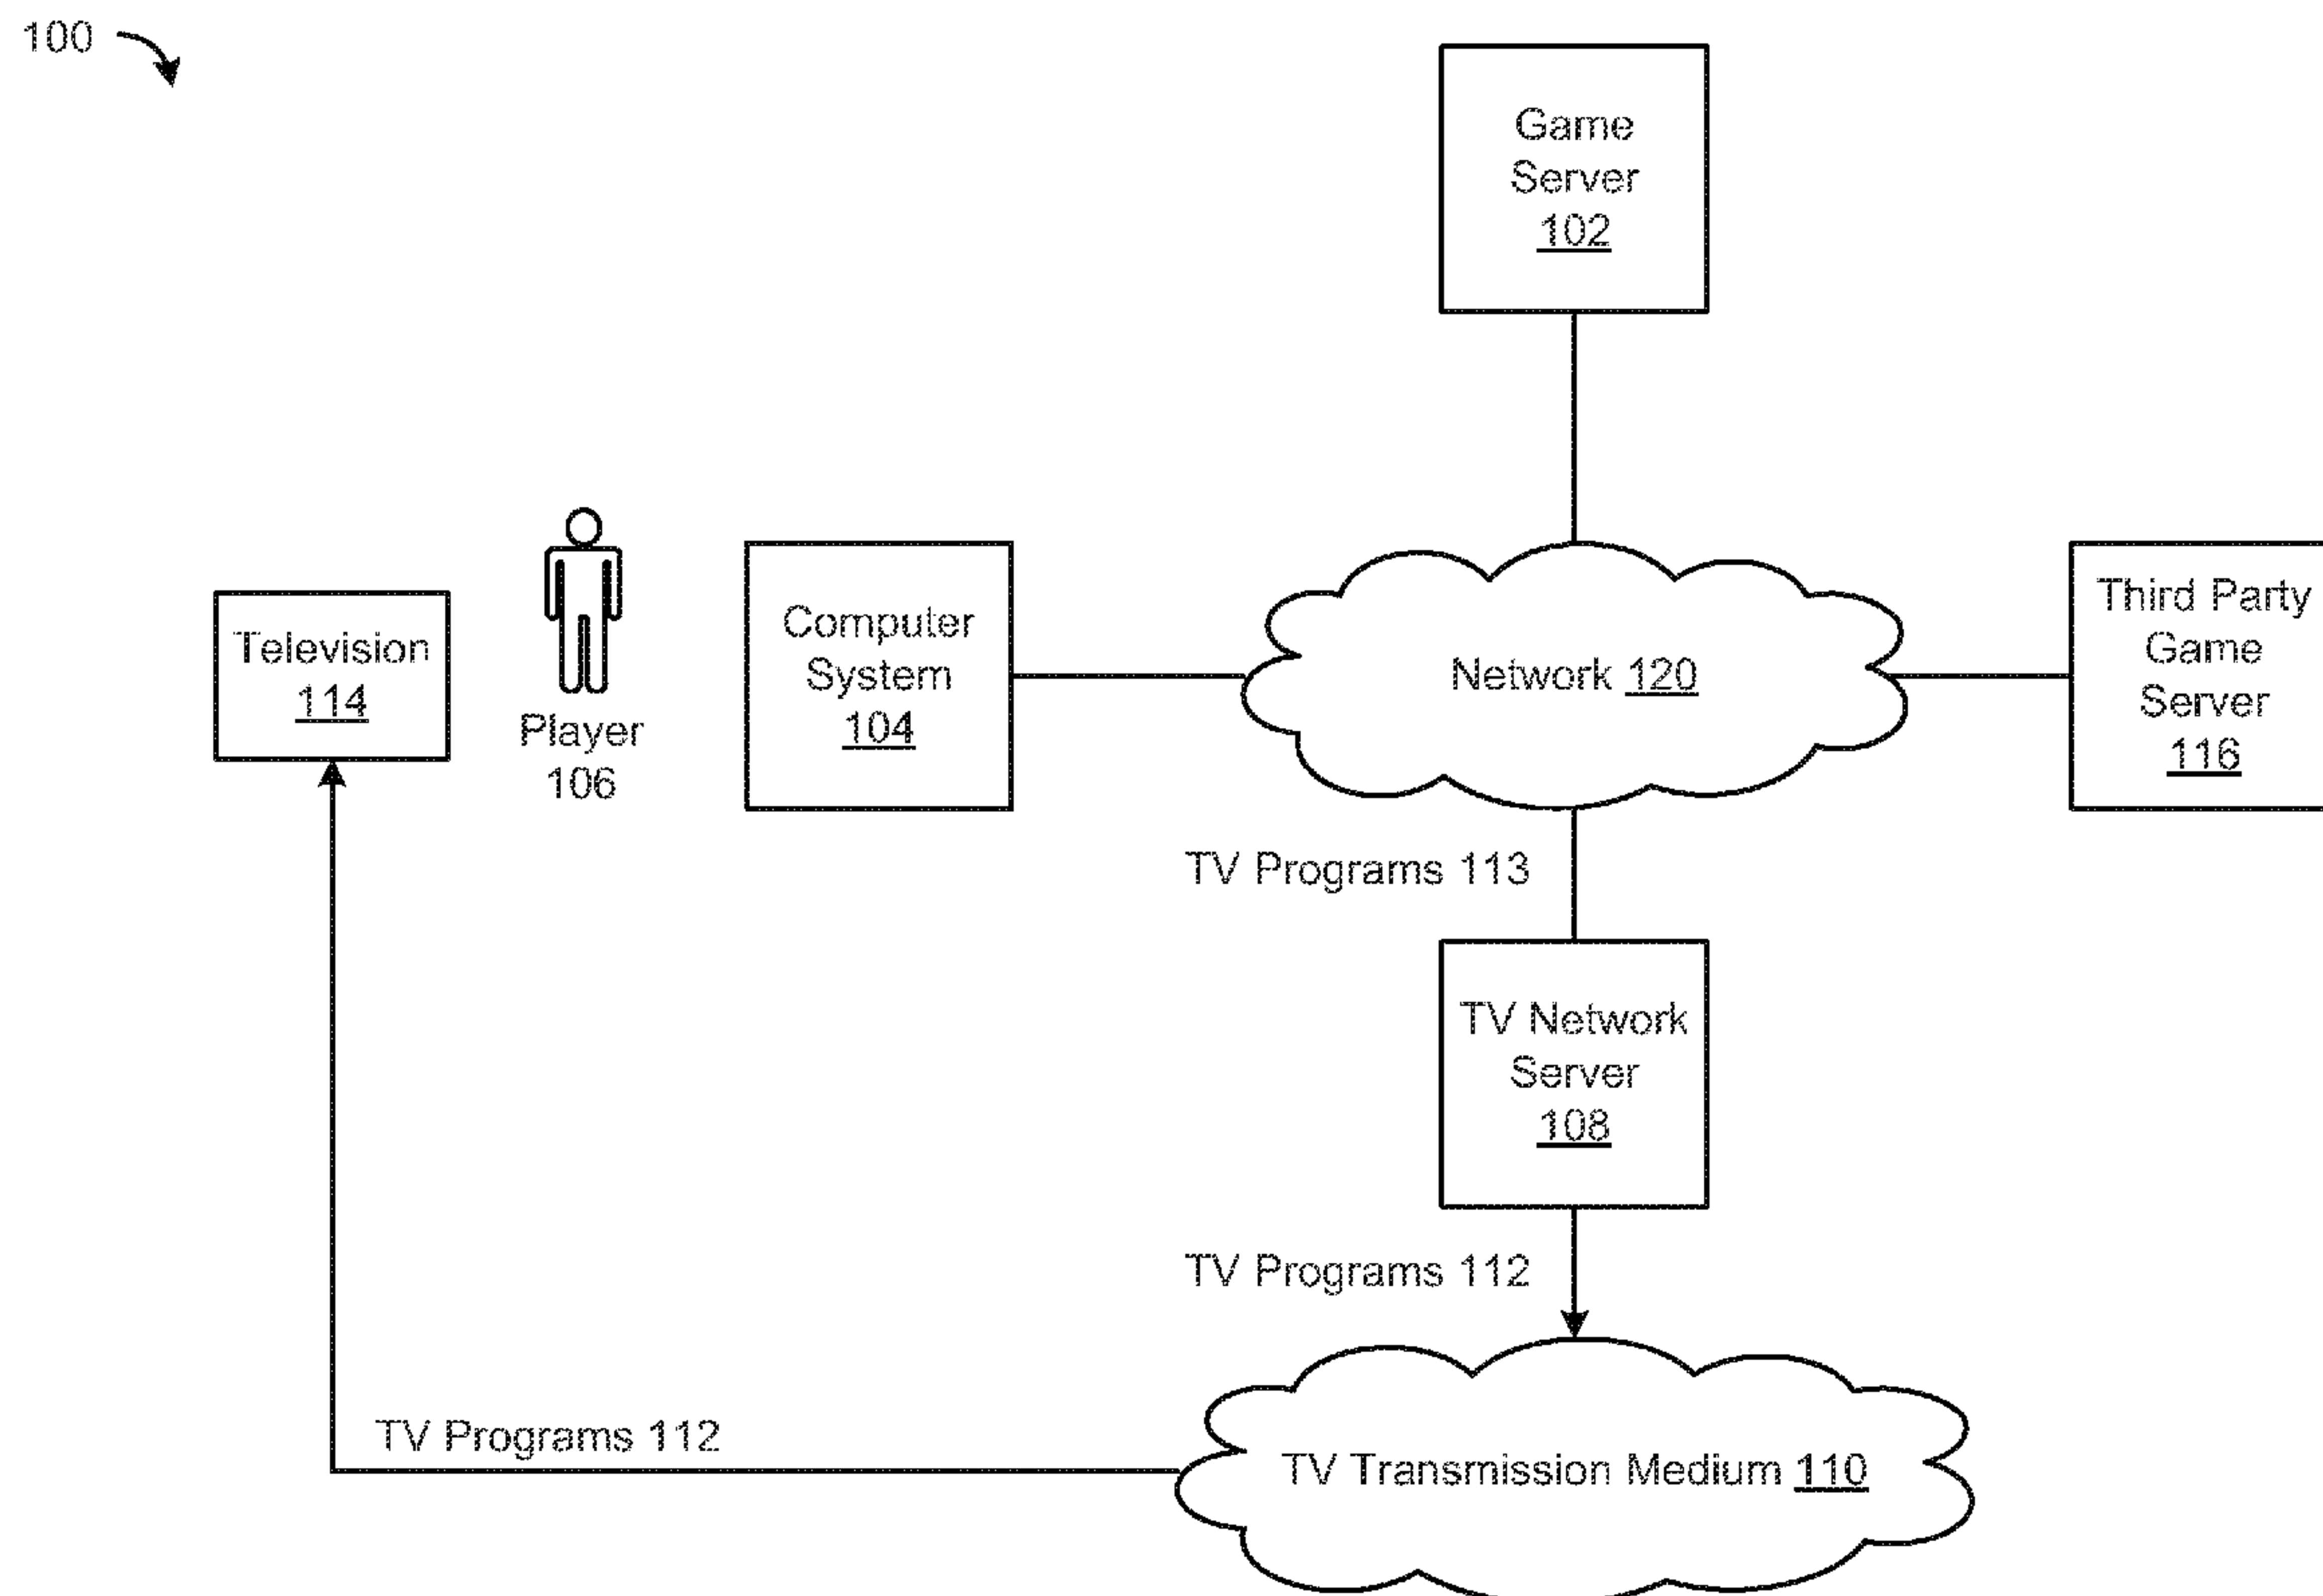 100
Game
Server
102
Television
114
Player
106
Computer
System
104
Network 120
Third Party
Game
Server
116
TV Programs 113
TV Network
Server
108
TV Programs 112
TV Programs 112
TV Transmission Medium 110